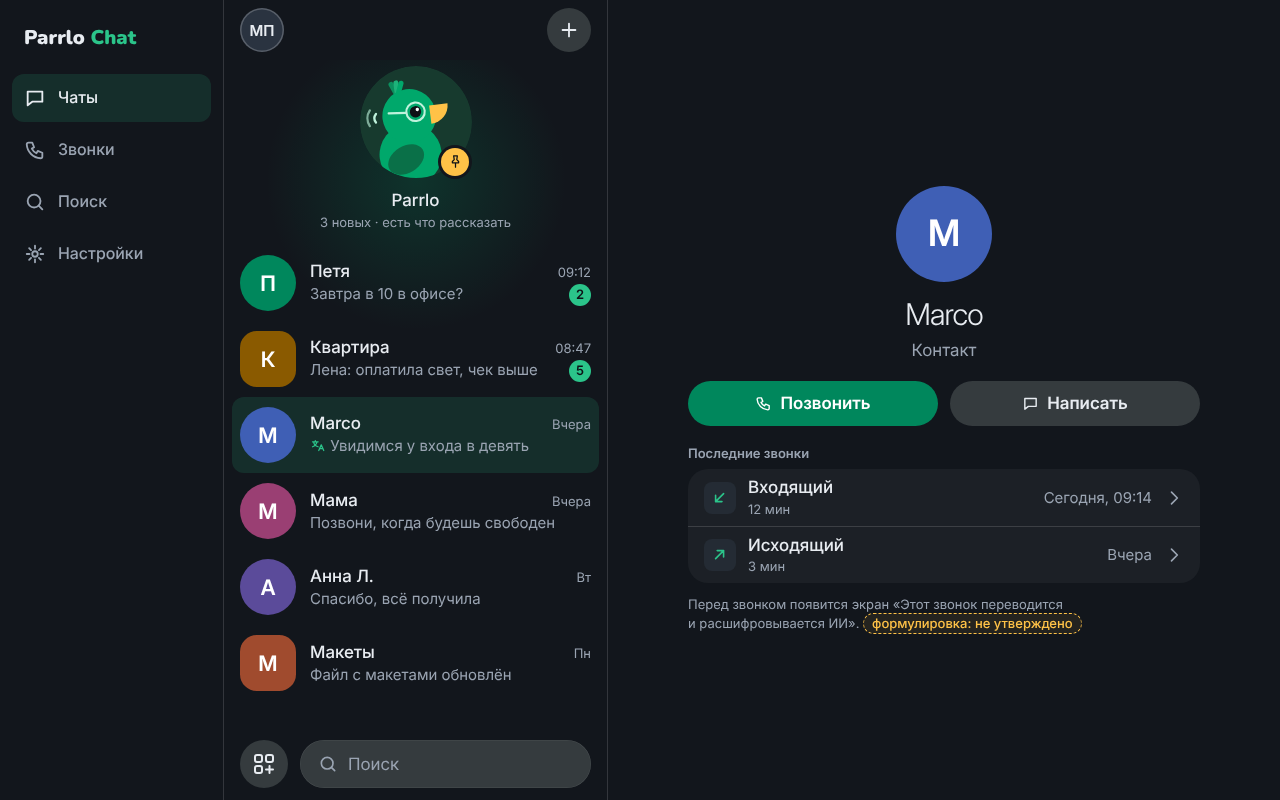 Parrlo Chat
Чаты
Звонки
Поиск
Настройки
МП
Parrlo
3 новых · есть что рассказать
П
Петя
09:12
Завтра в 10 в офисе?
2
К
Квартира
08:47
Лена: оплатила свет, чек выше
5
M
Marco
Вчера
Увидимся у входа в девять
М
Мама
Вчера
Позвони, когда будешь свободен
А
Анна Л.
Вт
Спасибо, всё получила
М
Макеты
Пн
Файл с макетами обновлён
Поиск
M
Marco
Контакт
Позвонить
Написать
Последние звонки
Входящий
12 мин
Сегодня, 09:14
Исходящий
3 мин
Вчера
Перед звонком появится экран «Этот звонок переводится
и расшифровывается ИИ». формулировка: не утверждено